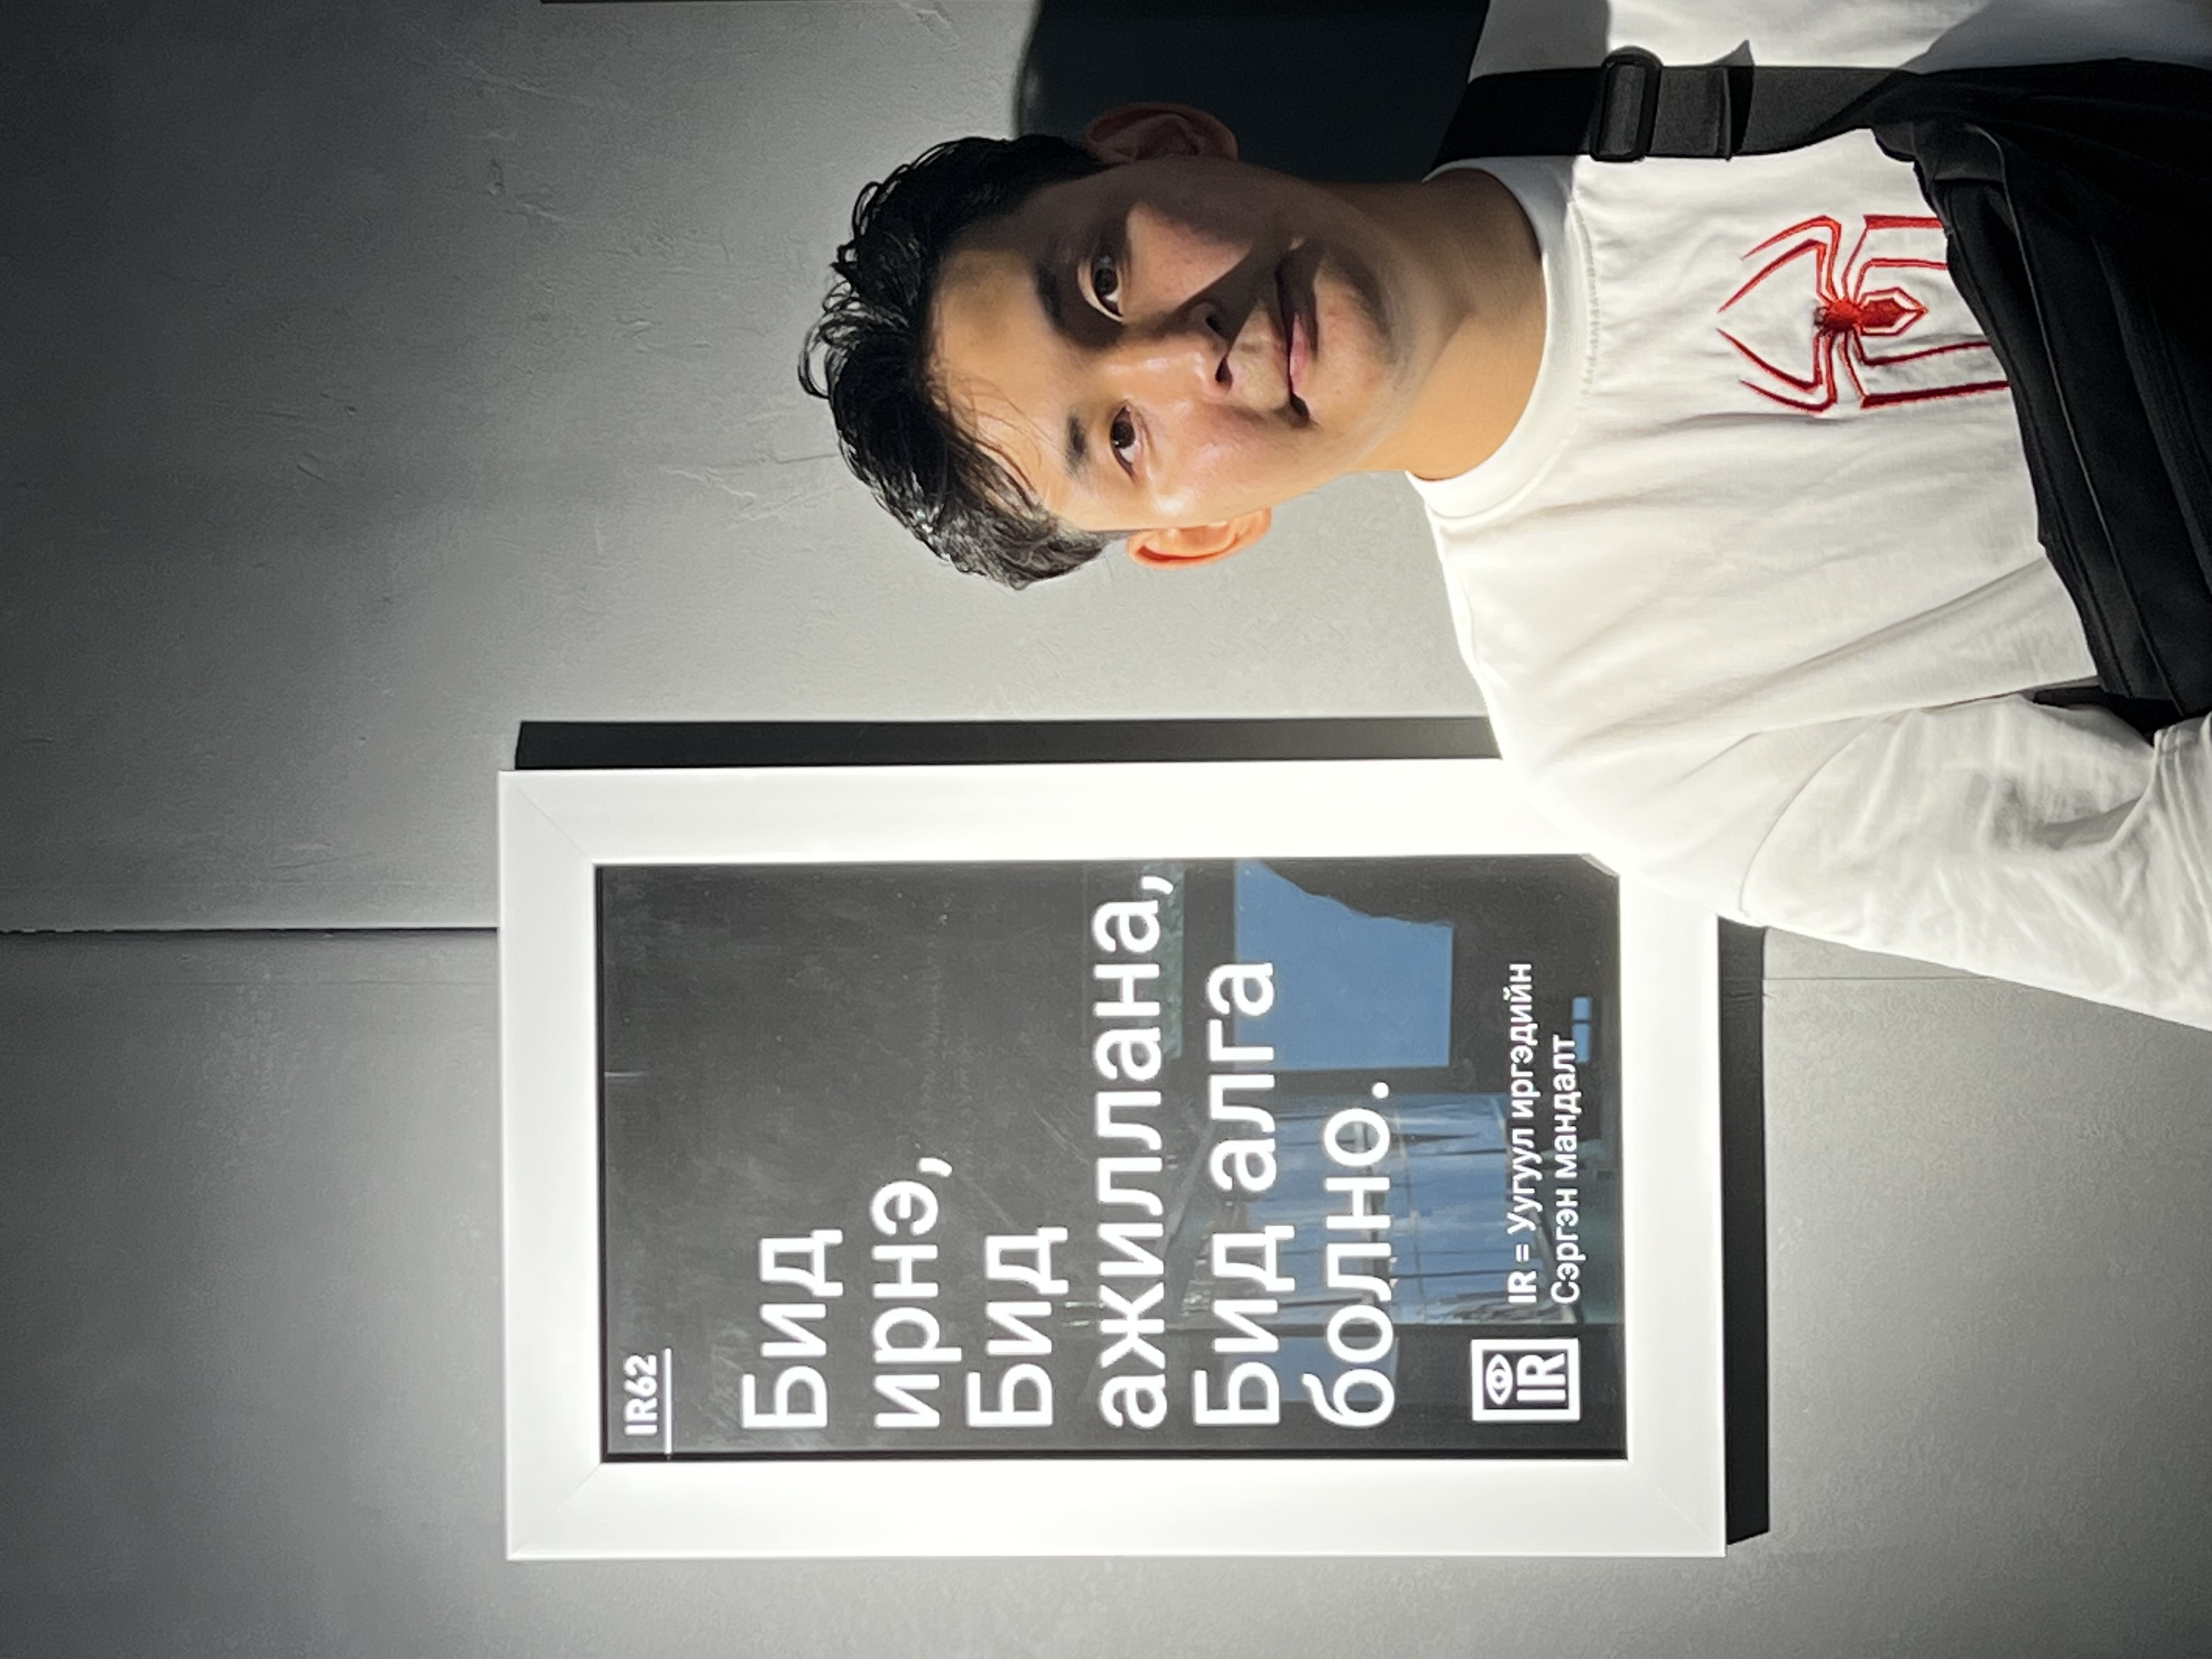 IR62
Бид
ирнэ,
Бид
ажиллана,
Бид алга
болно.
IR
IR = Уугуул иргэдийн
Сэргэн мандалт